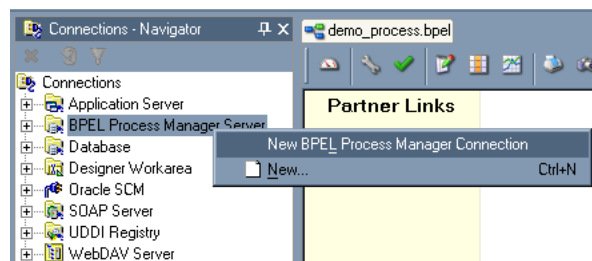 Connections - Navigator
demo_process.bpel
Connections
Application Server
Partner Links
BPEL Process Manager Server
New BPEL Process Manager Connection
Database
Designer Workarea
New... Ctrl+N
Oracle SCM
SOAP Server
UDDI Registry
WebDAV Server